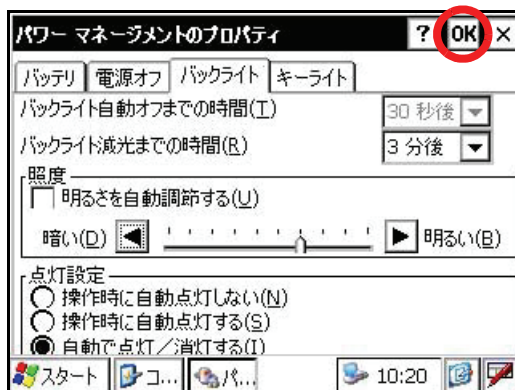 パワー マネージメントのプロパティ ? OK ×
バッテリ 電源オフ バックライト キーライト
バックライト自動オフまでの時間(T) 30 秒後
バックライト減光までの時間(R) 3 分後
照度
明るさを自動調節する(U)
暗い(D) 明るい(B)
点灯設定
操作時に自動点灯しない(N)
操作時に自動点灯する(S)
自動で点灯/消灯する(I)
スタート コ... パ... 10:20